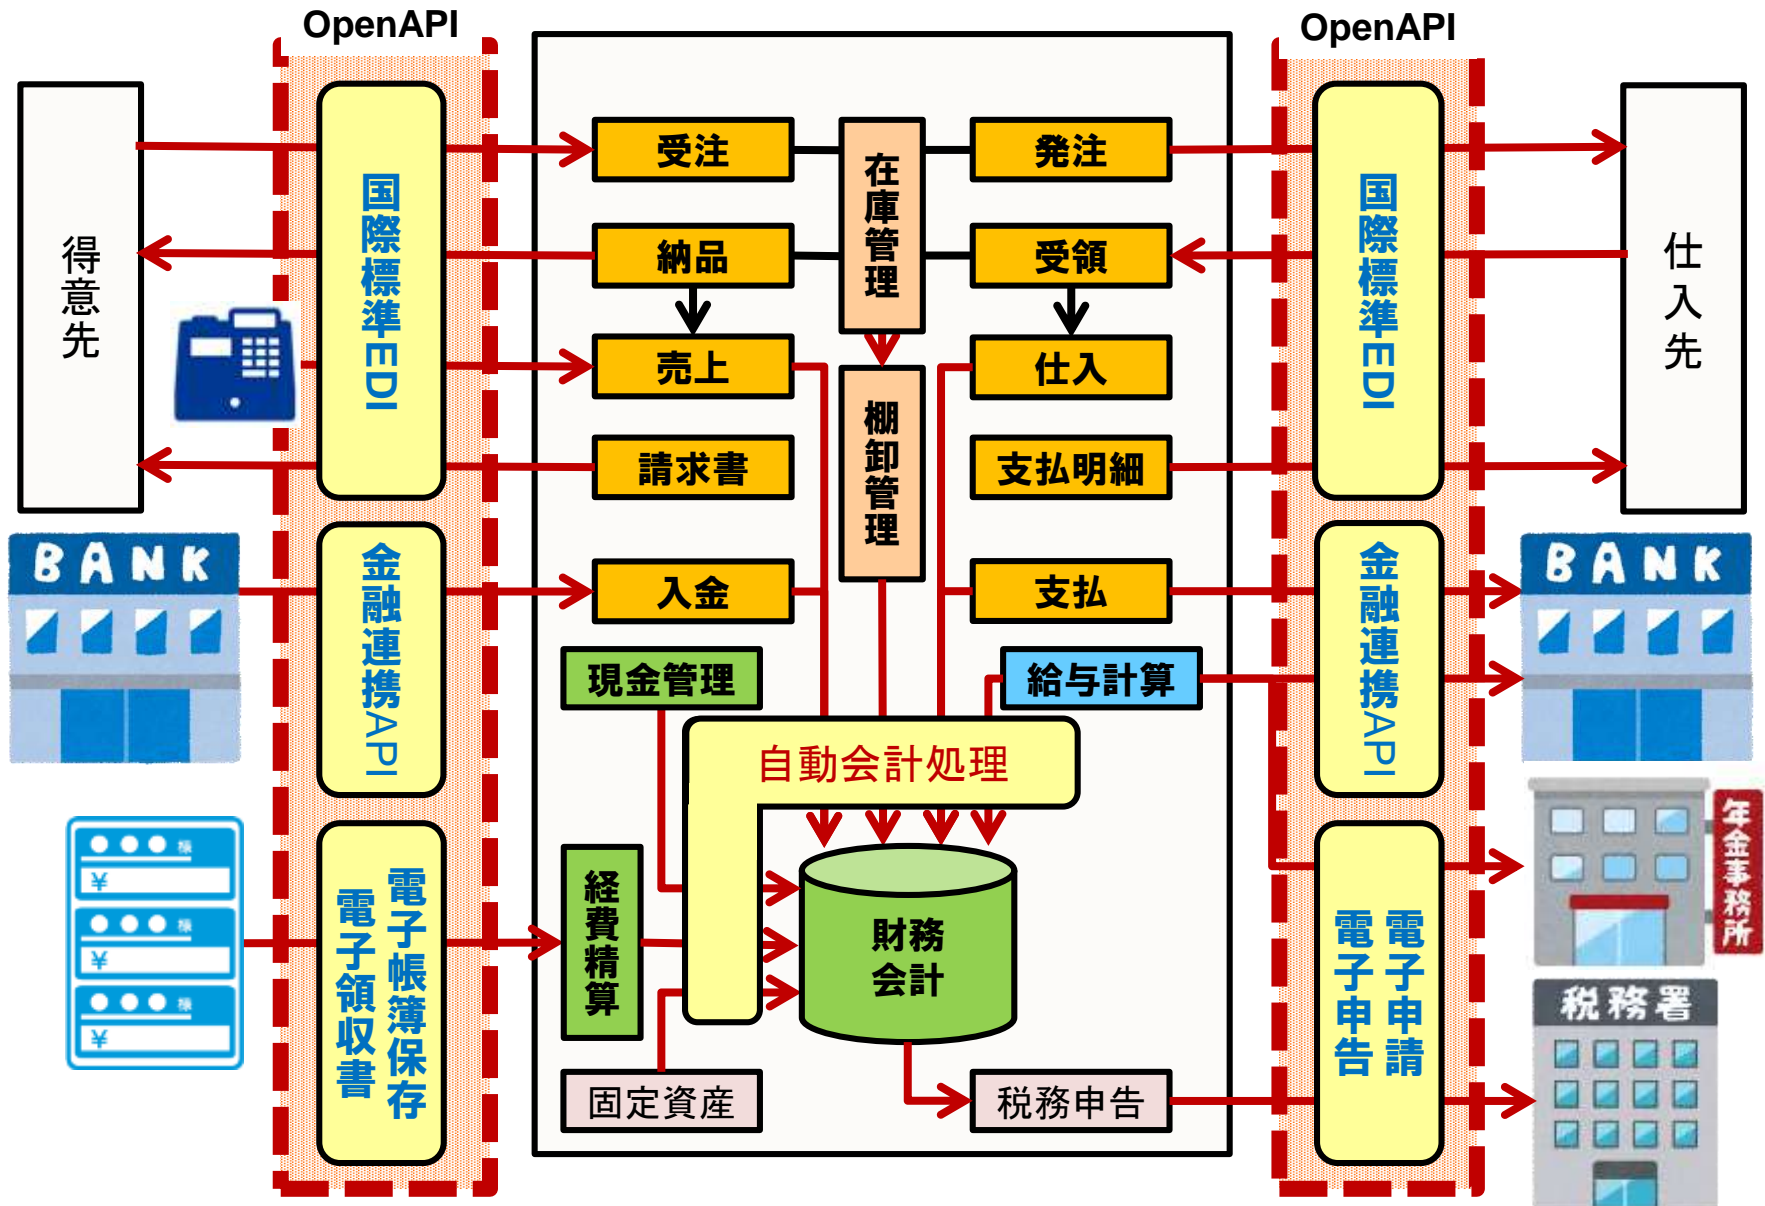 OpenAPI
OpenAPI
得意先
国際標準EDI
受注
在庫管理
発注
国際標準EDI
仕入先
納品
受領
売上
仕入
棚卸管理
請求書
支払明細
BANK
金融連携API
入金
支払
金融連携API
BANK
現金管理
給与計算
自動会計処理
年金事務所
様
¥
様
¥
様
¥
電子帳簿保存
電子領収書
経費精算
財務
会計
電子申請
電子申告
税務署
固定資産
税務申告